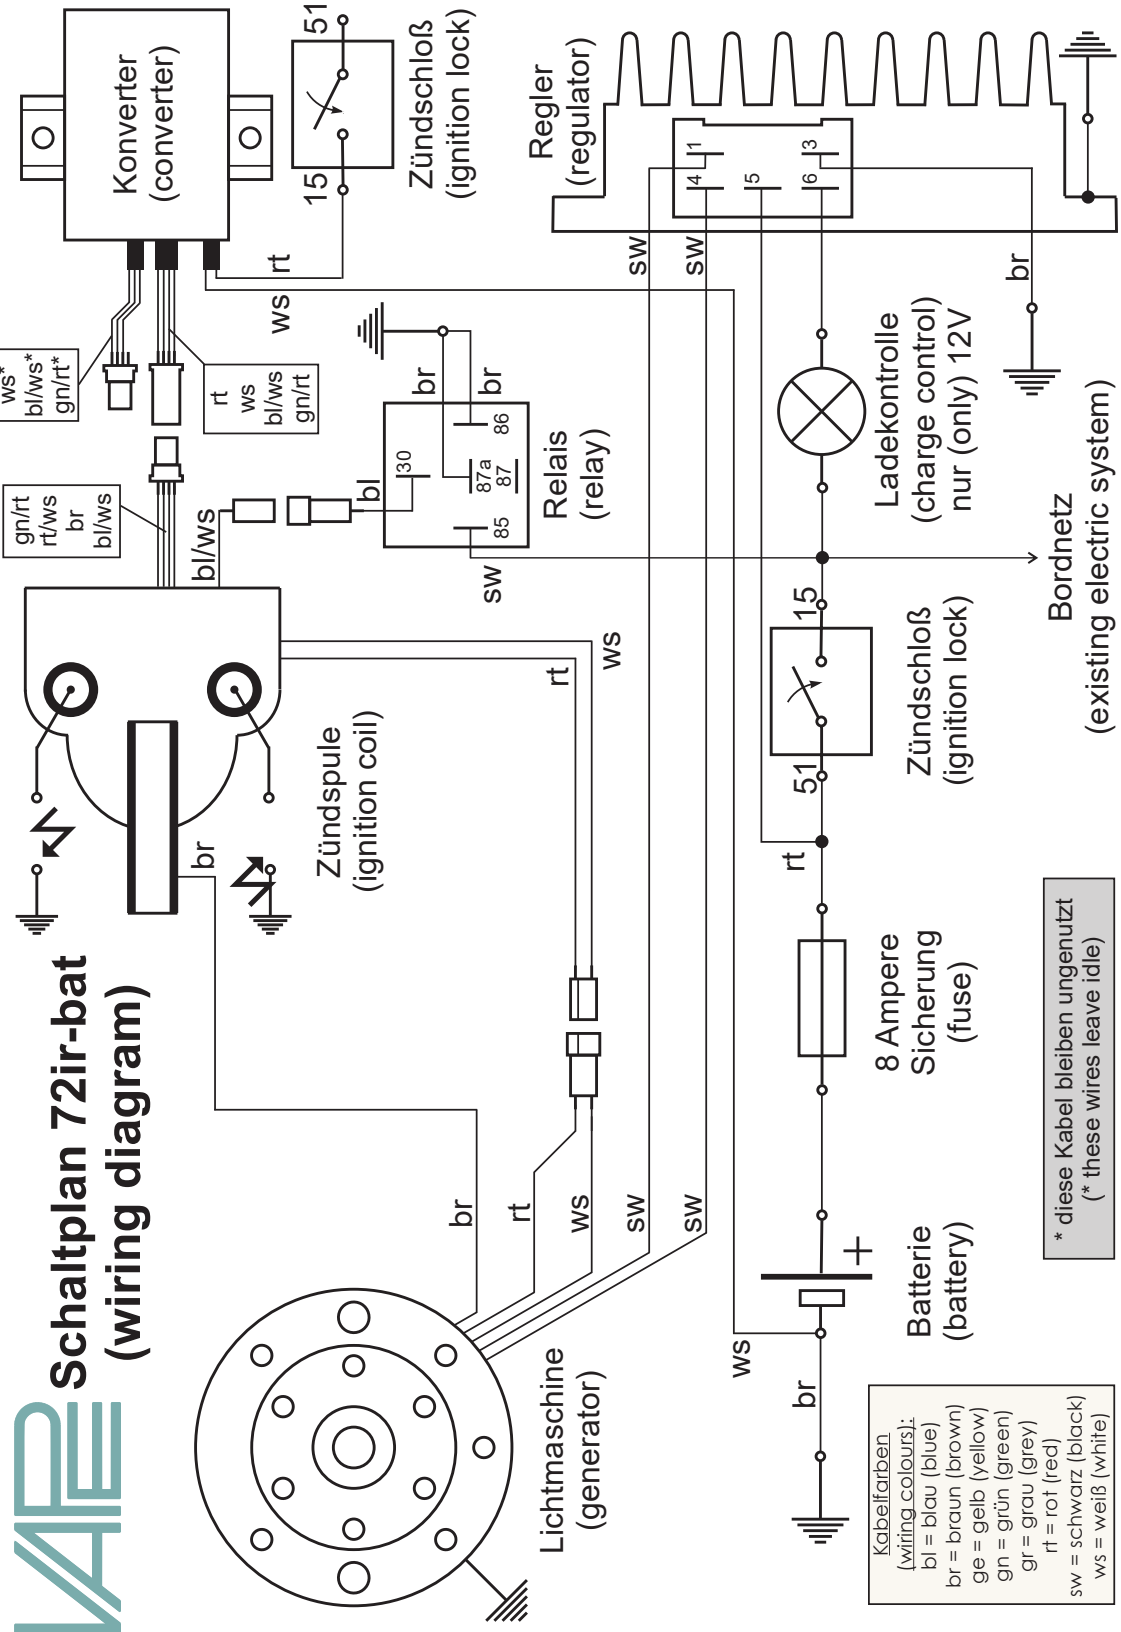 VAPE
Schaltplan 72ir-bat
(wiring diagram)
Zündspule
(ignition coil)
br
gn/rt
rt/ws
br
bl/ws
bl/ws
ws*
bl/ws*
gn/rt*
rt
ws
bl/ws
gn/rt
Konverter
(converter)
51
15
Zündschloß
(ignition lock)
rt
ws
br
br
bl
30
86
87a
87
85
sw
Relais
(relay)
Regler
(regulator)
1
4
5
3
6
sw
sw
br
Ladekontrolle
(charge control)
nur (only) 12V
rt
ws
br
rt
ws
sw
sw
Lichtmaschine
(generator)
15
51
Zündschloß
(ignition lock)
Bordnetz
(existing electric system)
rt
8 Ampere
Sicherung
(fuse)
+
Batterie
(battery)
ws
br
* diese Kabel bleiben ungenutzt
(* these wires leave idle)
Kabelfarben
(wiring colours):
bl = blau (blue)
br = braun (brown)
ge = gelb (yellow)
gn = grün (green)
gr = grau (grey)
rt = rot (red)
sw = schwarz (black)
ws = weiß (white)